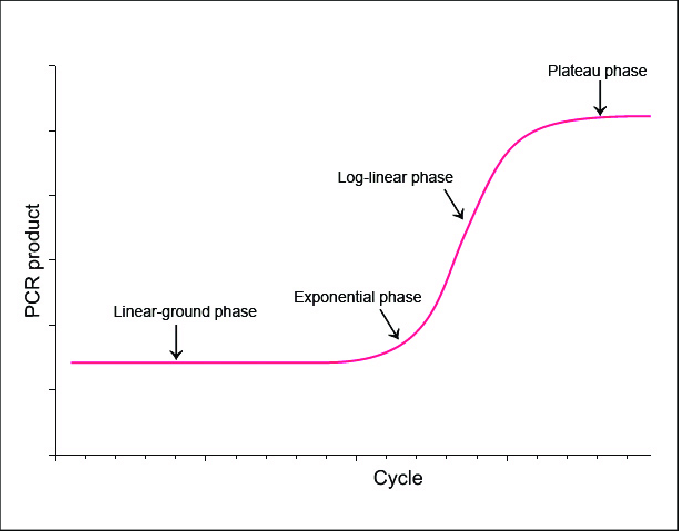 Plateau phase
Log-linear phase
Exponential phase
Linear-ground phase
PCR product
Cycle